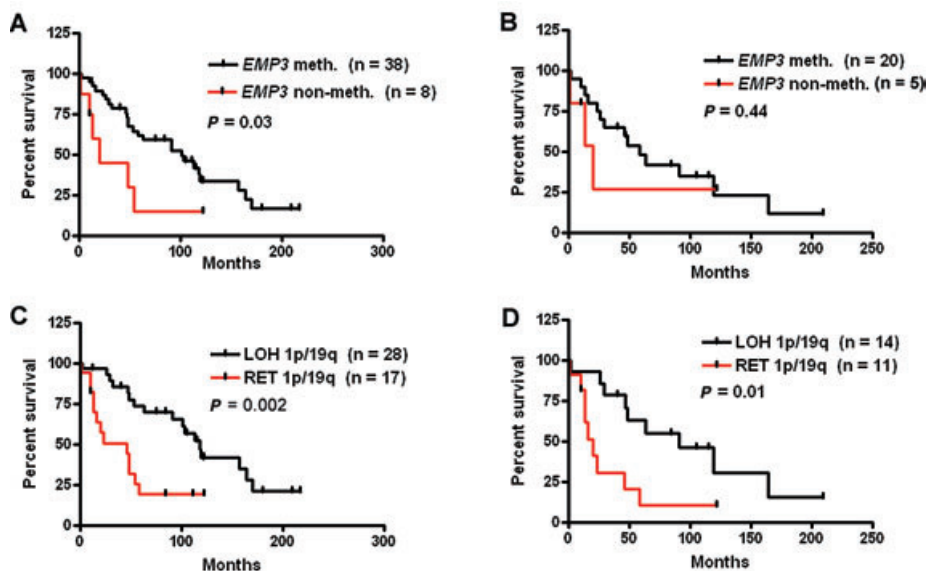 A
125
100
75
50
25
0
Percent survival
EMP3 meth. (n = 38)
EMP3 non-meth. (n = 8)
P = 0.03
0 100 200 300
Months
B
125
100
75
50
25
0
Percent survival
EMP3 meth. (n = 20)
EMP3 non-meth. (n = 5)
P = 0.44
0 50 100 150 200 250
Months
C
125
100
75
50
25
0
Percent survival
LOH 1p/19q (n = 28)
RET 1p/19q (n = 17)
P = 0.002
0 100 200 300
Months
D
125
100
75
50
25
0
Percent survival
LOH 1p/19q (n = 14)
RET 1p/19q (n = 11)
P = 0.01
0 50 100 150 200 250
Months